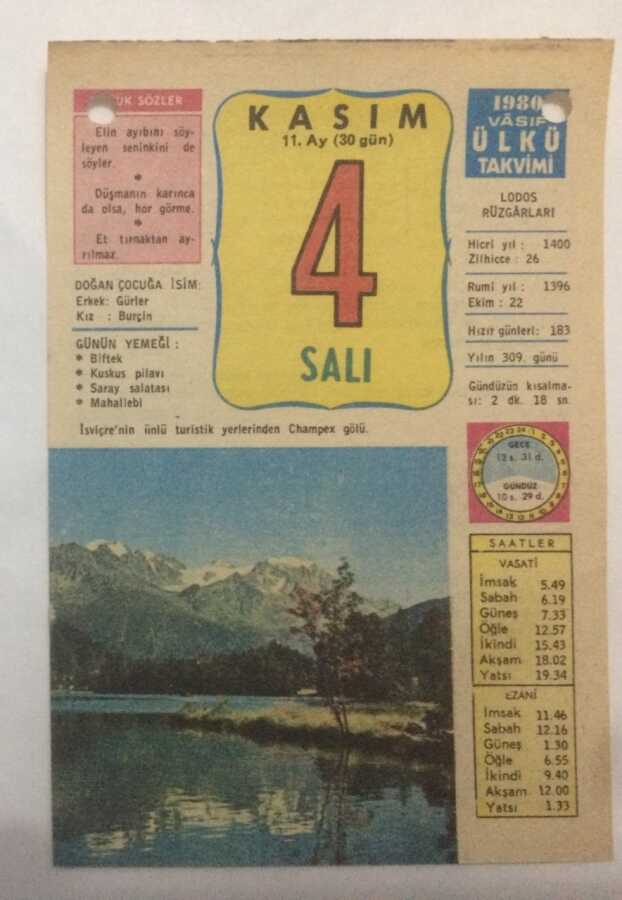 UK SÖZLER
Elin ayıbını söy-
leyen seninkini de
söyler.
*
Düşmanın karınca
da olsa, hor görme.
*
Et tırnaktan ay-
rılmaz.
DOĞAN ÇOCUĞA İSİM:
Erkek: Gürler
Kız : Burçin
GÜNÜN YEMEĞİ :
* Biftek
* Kuskus pilavı
* Saray salatası
* Mahallebi
KASIM
11. Ay (30 gün)
4
SALI
1980
VÂSIF
ÜLKÜ
TAKVİMİ
LODOS
RÜZGÂRLARI
Hicrî yıl : 1400
Zilhicce : 26
Rumî yıl : 1396
Ekim : 22
Hızır günleri: 183
Yılın 309. günü
Gündüzün kısalma-
sı: 2 dk. 18 sn.
İsviçre'nin ünlü turistik yerlerinden Champex gölü.
GECE
12 s. 31 d.
GÜNDÜZ
10 s. 29 d.
SAATLER
VASATİ
İmsak 5.49
Sabah 6.19
Güneş 7.33
Öğle 12.57
İkindi 15.43
Akşam 18.02
Yatsı 19.34
EZANİ
İmsak 11.46
Sabah 12.16
Güneş 1.30
Öğle 6.55
İkindi 9.40
Akşam 12.00
Yatsı 1.33